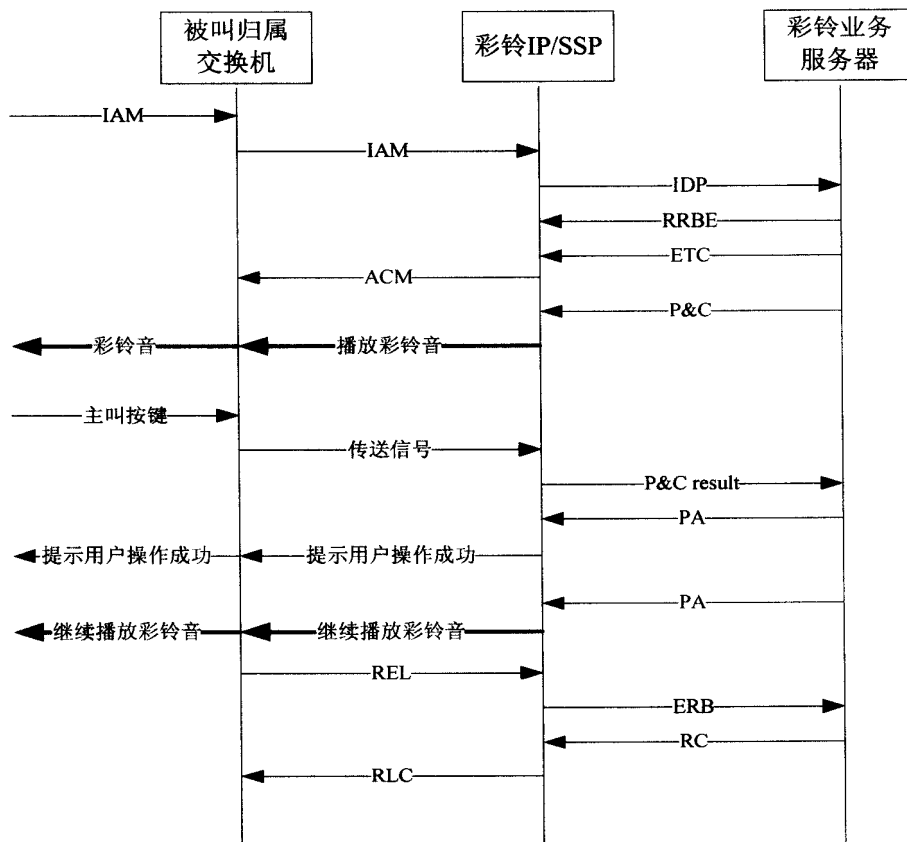 被叫归属
交换机
彩铃IP/SSP
彩铃业务
服务器
IAM
IAM
IDP
RRBE
ETC
ACM
P&C
彩铃音
播放彩铃音
主叫按键
传送信号
P&C result
PA
提示用户操作成功
提示用户操作成功
PA
继续播放彩铃音
继续播放彩铃音
REL
ERB
RC
RLC